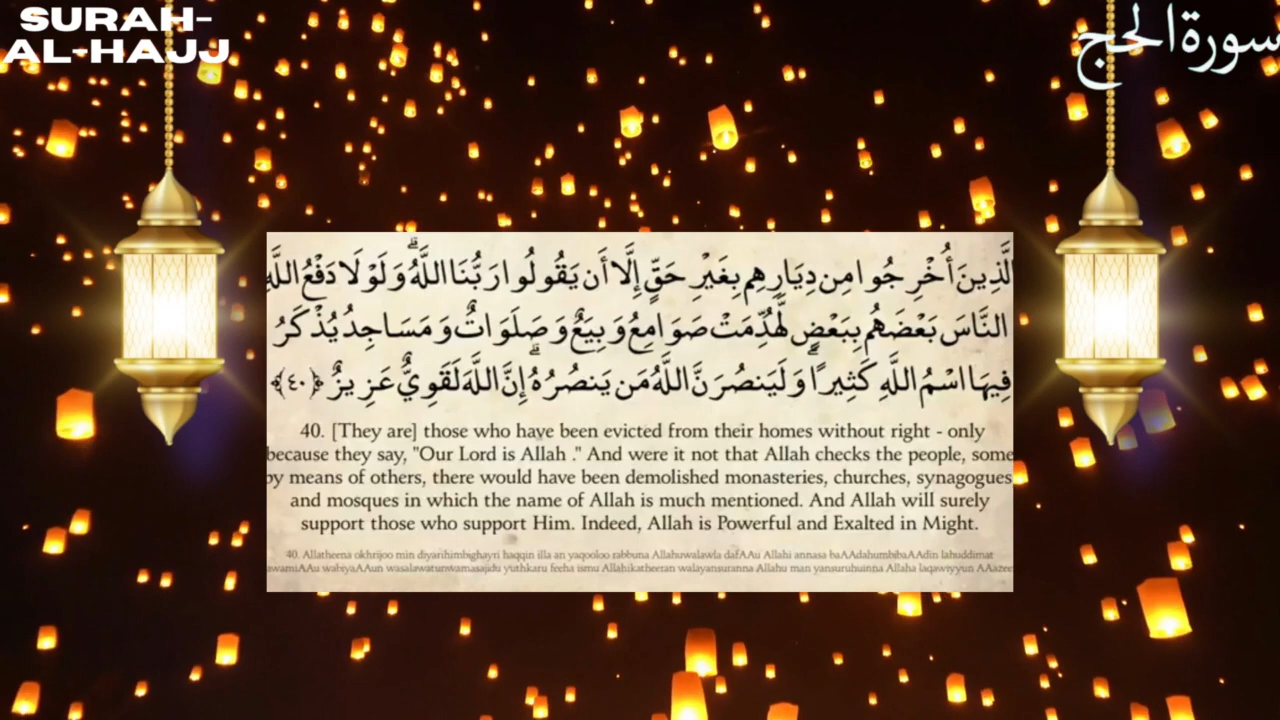 SURAH-
AL-HAJJ
سورة الحج
الَّذِينَ أُخْرِجُوا مِن دِيَارِهِم بِغَيْرِ حَقٍّ إِلَّا أَن يَقُولُوا رَبُّنَا اللَّهُ ۗ وَلَوْلَا دَفْعُ اللَّهِ
النَّاسَ بَعْضَهُم بِبَعْضٍ لَّهُدِّمَتْ صَوَامِعُ وَبِيَعٌ وَصَلَوَاتٌ وَمَسَاجِدُ يُذْكَرُ
فِيهَا اسْمُ اللَّهِ كَثِيرًا ۗ وَلَيَنصُرَنَّ اللَّهُ مَن يَنصُرُهُ ۗ إِنَّ اللَّهَ لَقَوِيٌّ عَزِيزٌ ﴿٤٠﴾
40. [They are] those who have been evicted from their homes without right - only
because they say, "Our Lord is Allah ." And were it not that Allah checks the people, some
by means of others, there would have been demolished monasteries, churches, synagogues,
and mosques in which the name of Allah is much mentioned. And Allah will surely
support those who support Him. Indeed, Allah is Powerful and Exalted in Might.
40. Allatheena okhrijoo min diyarihimbighayri haqqin illa an yaqooloo rabbuna Allahuwalawla dafAAu Allahi annasa baAAdahumbibaAAdin lahuddimat
awamiAAu wabiyaAAun wasalawatunwamasajidu yuthkaru feeha ismu Allahikatheeran walayansuranna Allahu man yansuruhuinna Allaha laqawiyyun AAazee